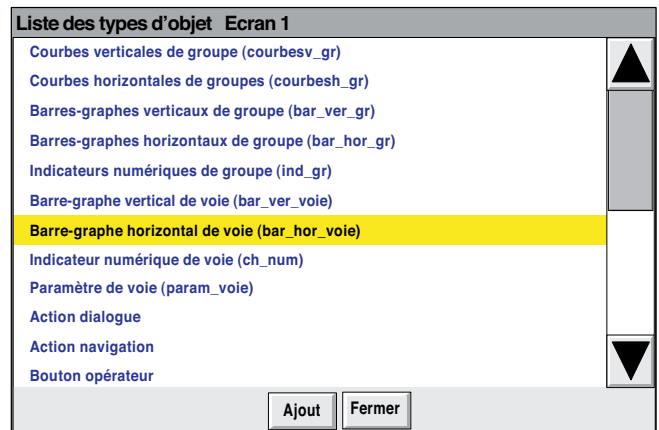 Liste des types d’objet Ecran 1
Courbes verticales de groupe (courbesv_gr)
Courbes horizontales de groupes (courbesh_gr)
Barres-graphes verticaux de groupe (bar_ver_gr)
Barres-graphes horizontaux de groupe (bar_hor_gr)
Indicateurs numériques de groupe (ind_gr)
Barre-graphe vertical de voie (bar_ver_voie)
Barre-graphe horizontal de voie (bar_hor_voie)
Indicateur numérique de voie (ch_num)
Paramètre de voie (param_voie)
Action dialogue
Action navigation
Bouton opérateur
Ajout Fermer